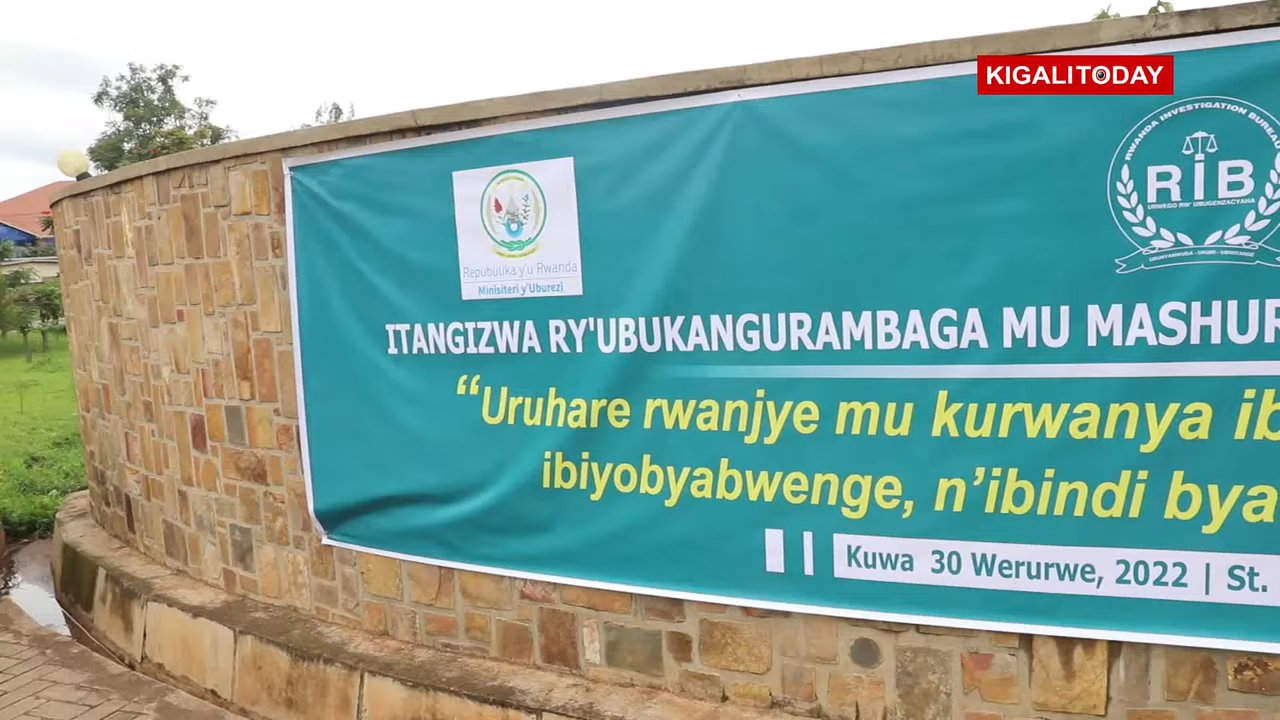 KIGALITODAY
RWANDA INVESTIGATION BUREAU
RIB
URWEGO RW' UBUGENZACYAHA
Repubulika y'u Rwanda
Minisiteri y'Uburezi
ITANGIZWA RY'UBUKANGURAMBAGA MU MASHUR
“Uruhare rwanjye mu kurwanya ib
ibiyobyabwenge, n’ibindi bya
Kuwa 30 Werurwe, 2022 | St.